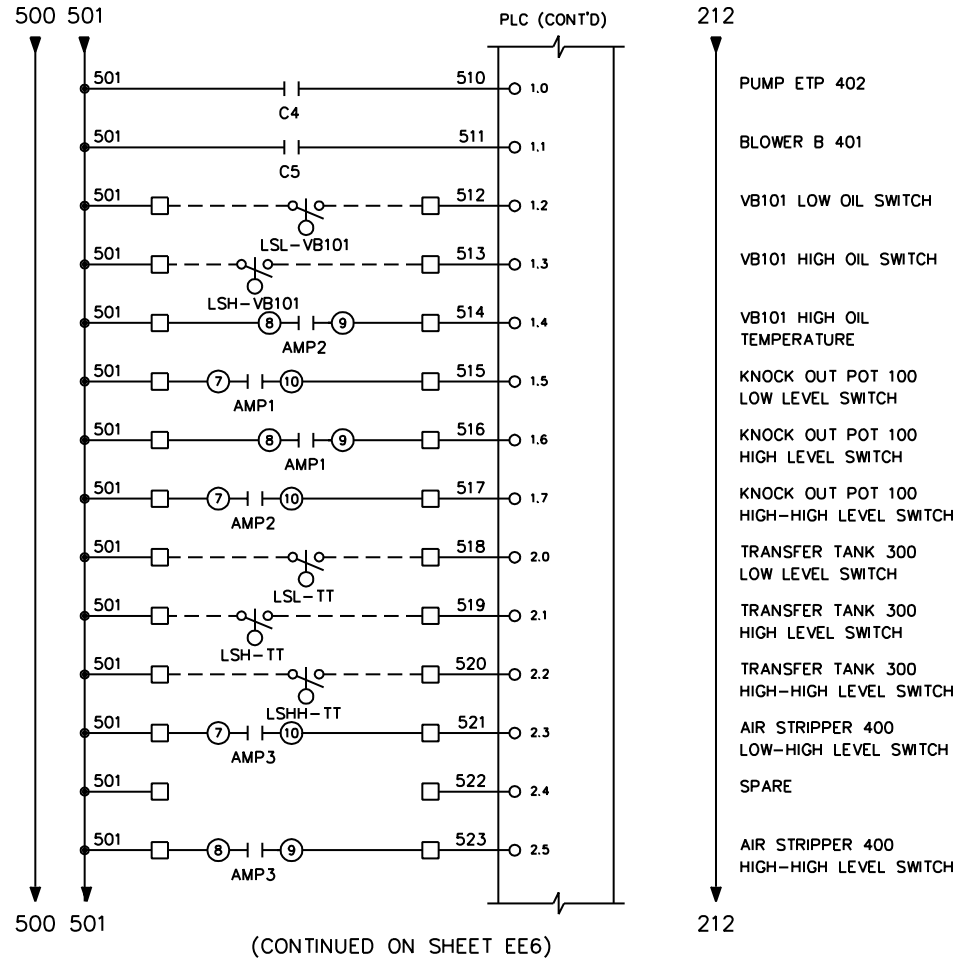 500 501 PLC (CONT'D) 212
501 510 1.0 PUMP ETP 402
C4
501 511 1.1 BLOWER B 401
C5
501 512 1.2 VB101 LOW OIL SWITCH
LSL-VB101
501 513 1.3 VB101 HIGH OIL SWITCH
LSH-VB101
501 8 9 514 1.4 VB101 HIGH OIL
TEMPERATURE
AMP2
501 7 10 515 1.5 KNOCK OUT POT 100
LOW LEVEL SWITCH
AMP1
501 8 9 516 1.6 KNOCK OUT POT 100
HIGH LEVEL SWITCH
AMP1
501 7 10 517 1.7 KNOCK OUT POT 100
HIGH-HIGH LEVEL SWITCH
AMP2
501 518 2.0 TRANSFER TANK 300
LOW LEVEL SWITCH
LSL-TT
501 519 2.1 TRANSFER TANK 300
HIGH LEVEL SWITCH
LSH-TT
501 520 2.2 TRANSFER TANK 300
HIGH-HIGH LEVEL SWITCH
LSHH-TT
501 7 10 521 2.3 AIR STRIPPER 400
LOW-HIGH LEVEL SWITCH
AMP3
501 522 2.4 SPARE
501 8 9 523 2.5 AIR STRIPPER 400
HIGH-HIGH LEVEL SWITCH
AMP3
500 501 212
(CONTINUED ON SHEET EE6)